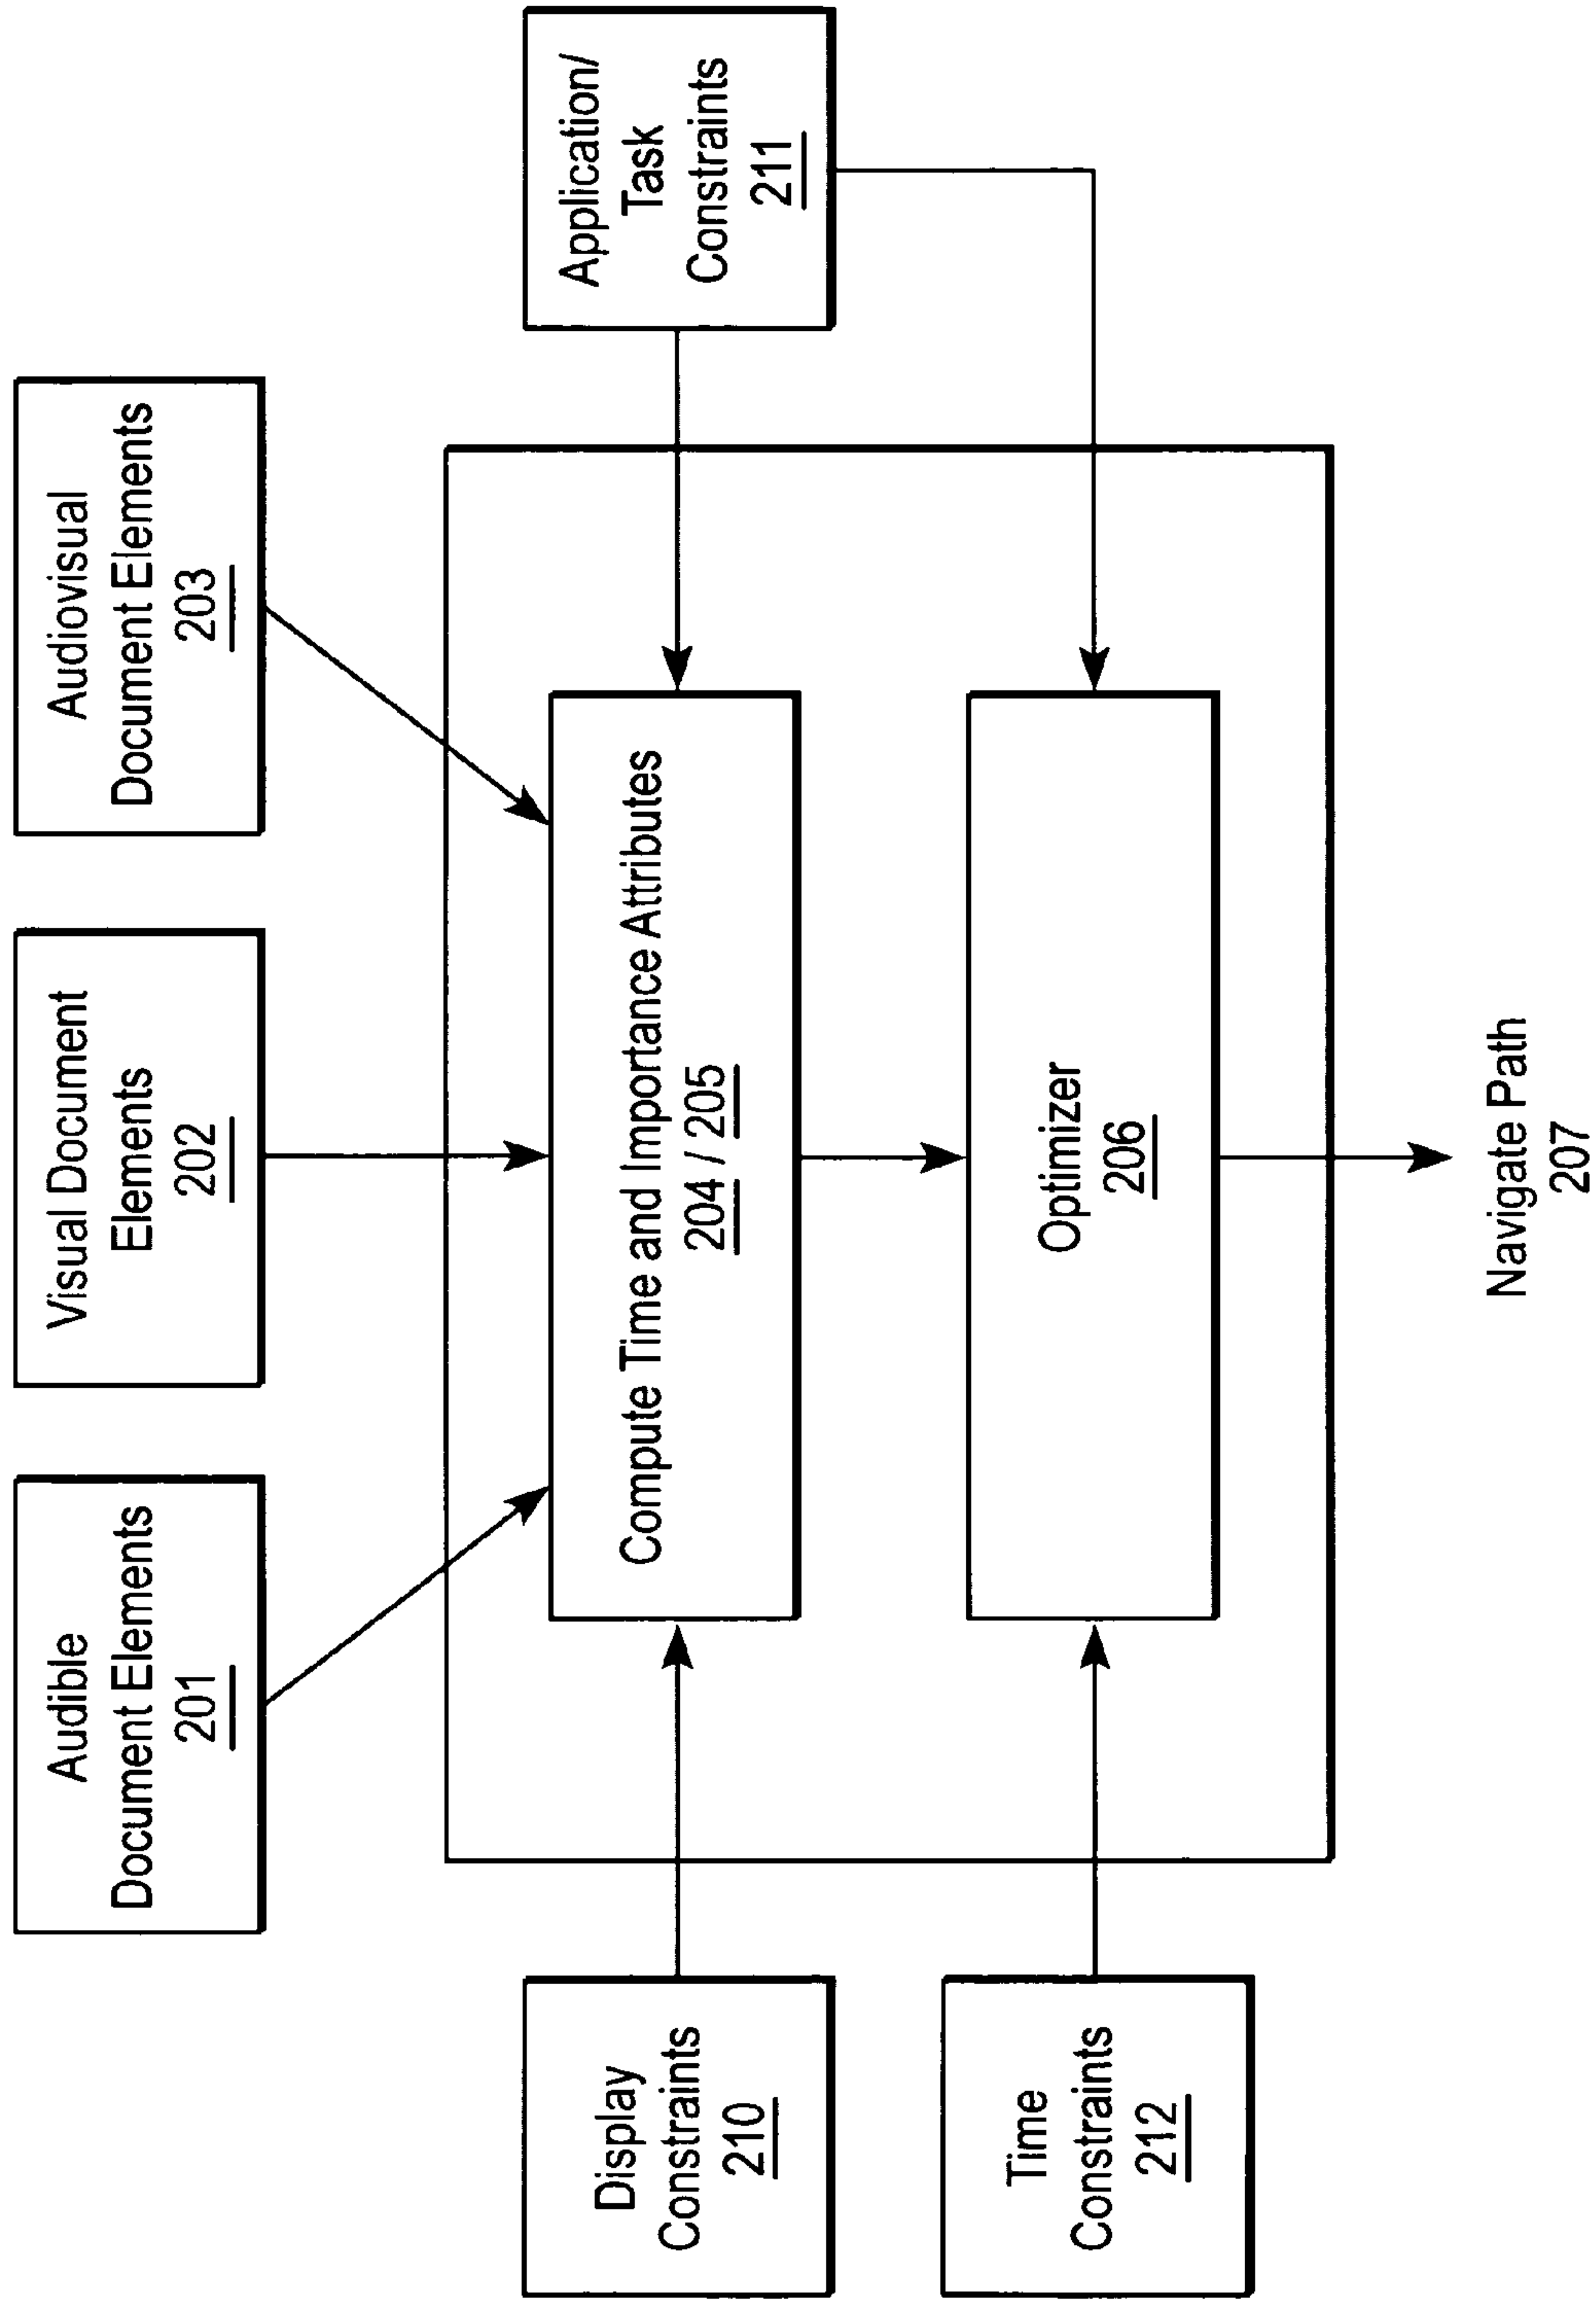 Audible
Document Elements
201
Visual Document
Elements
202
Audiovisual
Document Elements
203
Display
Constraints
210
Compute Time and Importance Attributes
204 / 205
Application/
Task
Constraints
211
Time
Constraints
212
Optimizer
206
Navigate Path
207